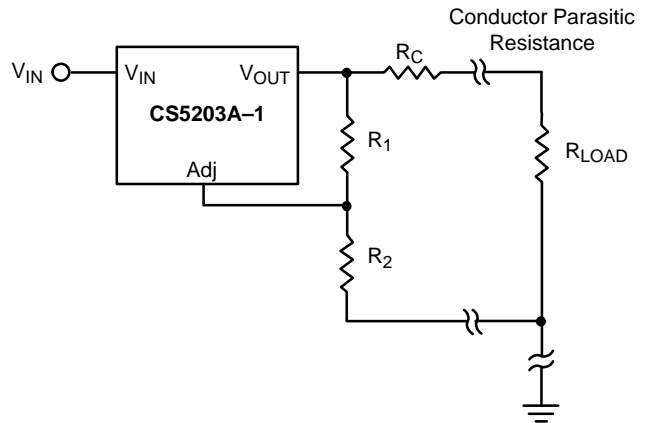 Conductor Parasitic
Resistance
V_IN
V_IN
V_OUT
R_C
CS5203A–1
R_1
R_LOAD
Adj
R_2